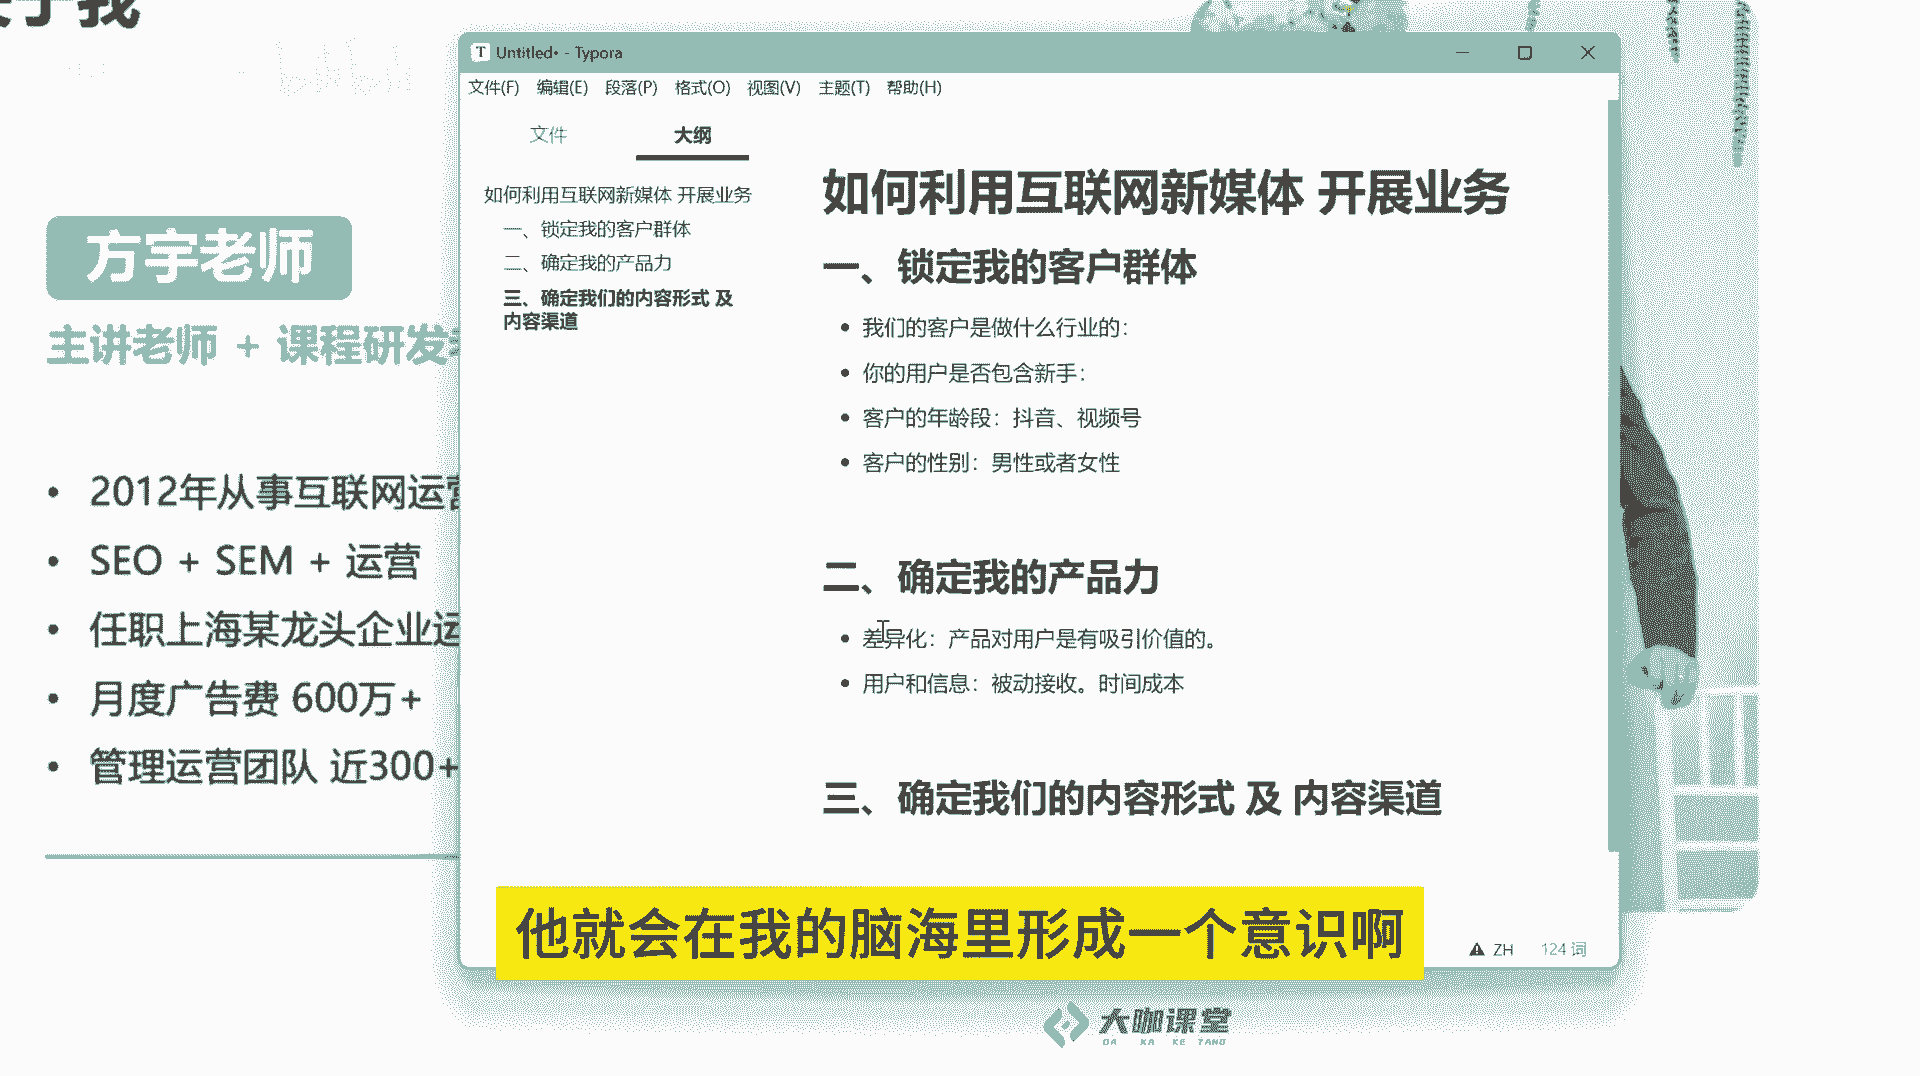 关于我
bilibili
方宇老师
主讲老师 + 课程研发
2012年从事互联网运营
SEO + SEM + 运营
任职上海某龙头企业运
月度广告费 600万+
管理运营团队 近300+
Untitled• - Typora
文件(F) 编辑(E) 段落(P) 格式(O) 视图(V) 主题(T) 帮助(H)
文件 大纲
如何利用互联网新媒体 开展业务
一、锁定我的客户群体
二、确定我的产品力
三、确定我们的内容形式 及
内容渠道
如何利用互联网新媒体 开展业务
一、锁定我的客户群体
我们的客户是做什么行业的：
你的用户是否包含新手：
客户的年龄段：抖音、视频号
客户的性别：男性或者女性
二、确定我的产品力
差异化：产品对用户是有吸引价值的。
用户和信息：被动接收。时间成本
三、确定我们的内容形式 及 内容渠道
他就会在我的脑海里形成一个意识啊
ZH 124 词
大咖课堂
DA KA KE TANG